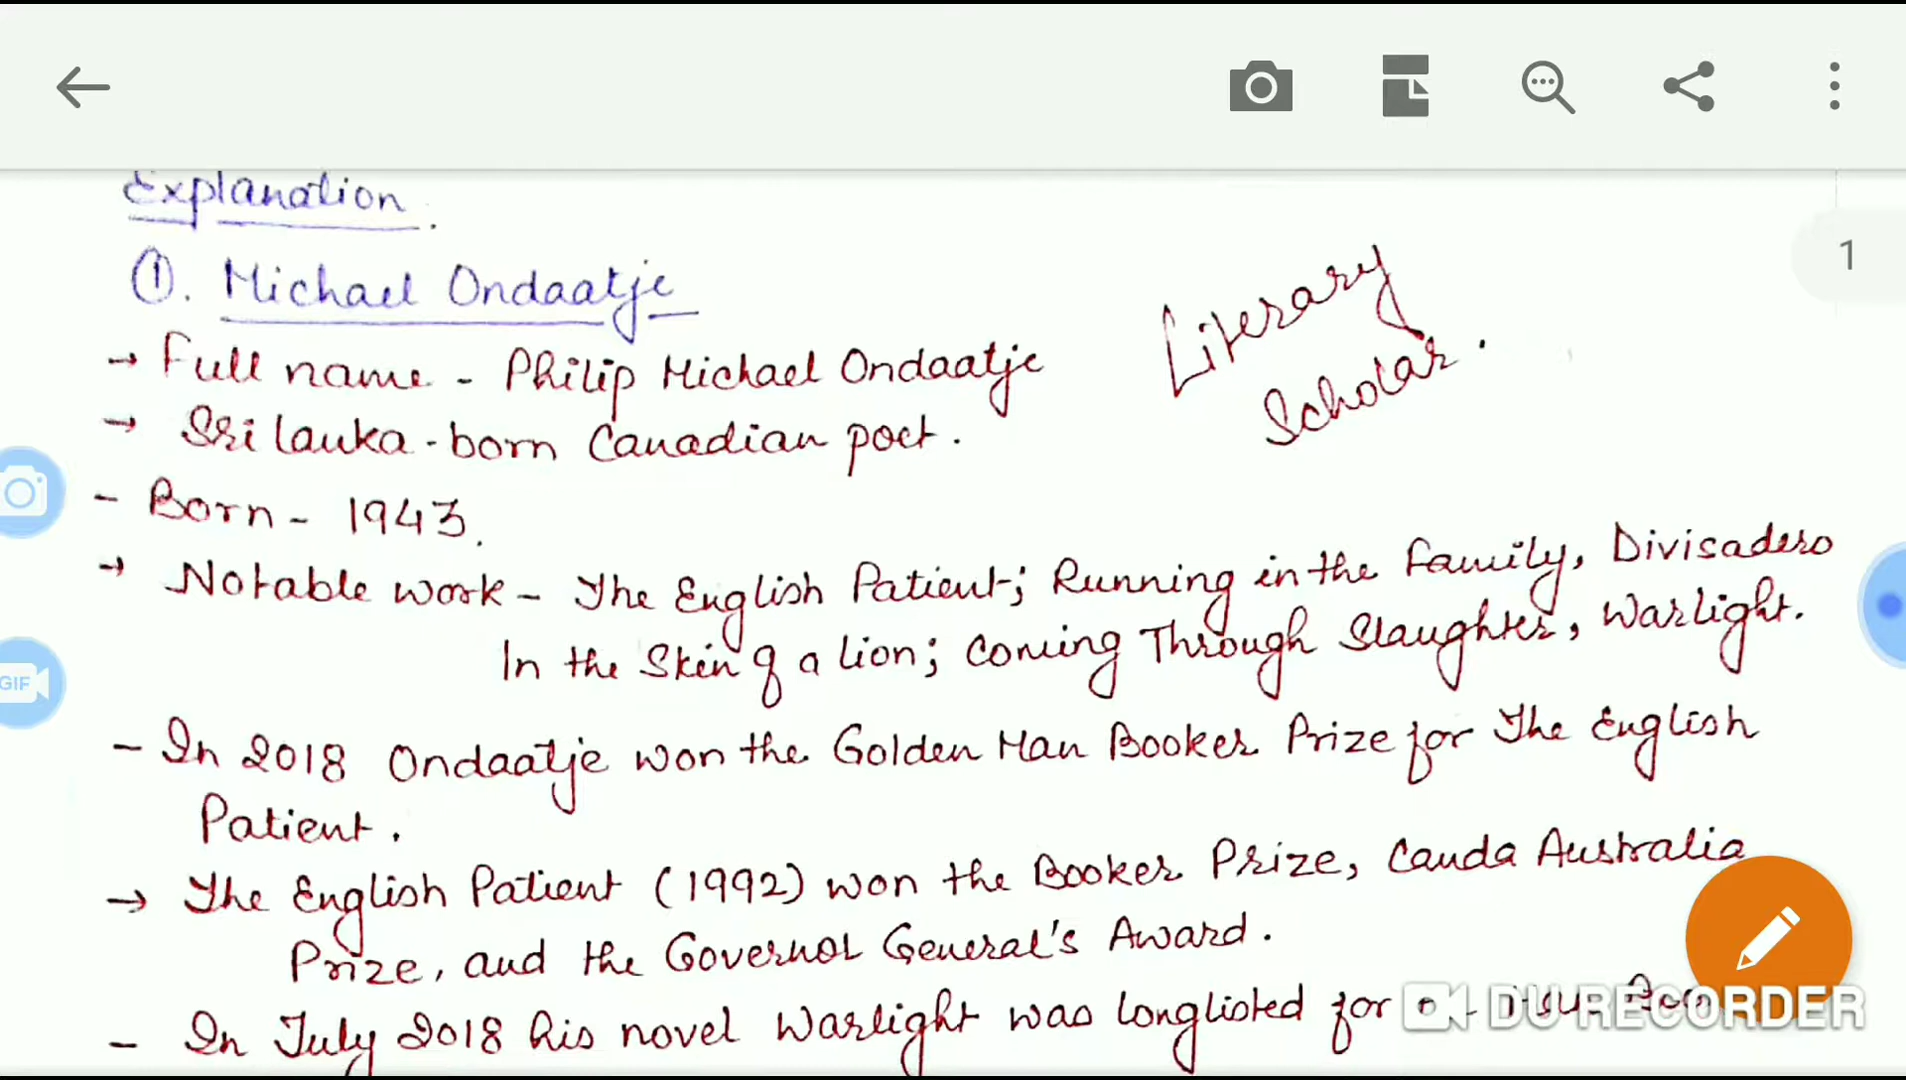 Explanation.
1
①. Michael Ondaatje
→ Full name - Philip Michael Ondaatje
Literary
Scholar.
→ Sri lanka-born Canadian poet.
- Born - 1943.
→ Notable work - The English Patient; Running in the Family, Divisadero
In the Skin of a lion; Coming Through Slaughter, Warlight.
- In 2018 Ondaatje won the Golden Man Booker Prize for The English
Patient.
→ The English Patient (1992) won the Booker Prize, Canda Australia
Prize, and the Governor General's Award.
- In July 2018 his novel Warlight was longlisted for
GIF
DU RECORDER